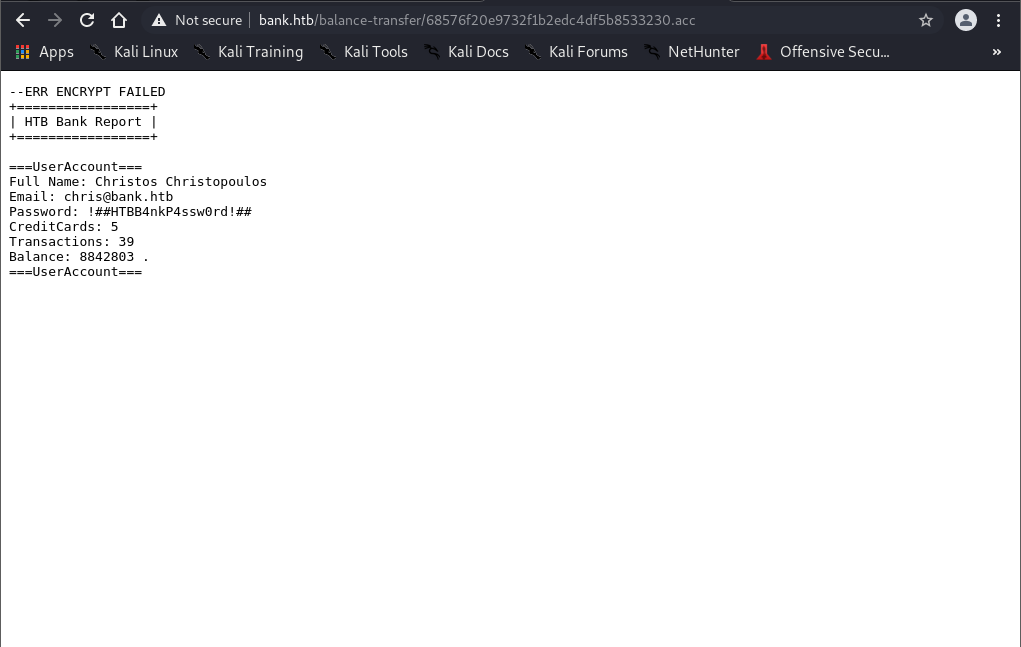 Not secure bank.htb/balance-transfer/68576f20e9732f1b2edc4df5b8533230.acc
Apps Kali Linux Kali Training Kali Tools Kali Docs Kali Forums NetHunter Offensive Secu... »
--ERR ENCRYPT FAILED
+=================+
| HTB Bank Report |
+=================+
===UserAccount===
Full Name: Christos Christopoulos
Email: chris@bank.htb
Password: !##HTBB4nkP4ssw0rd!##
CreditCards: 5
Transactions: 39
Balance: 8842803 .
===UserAccount===